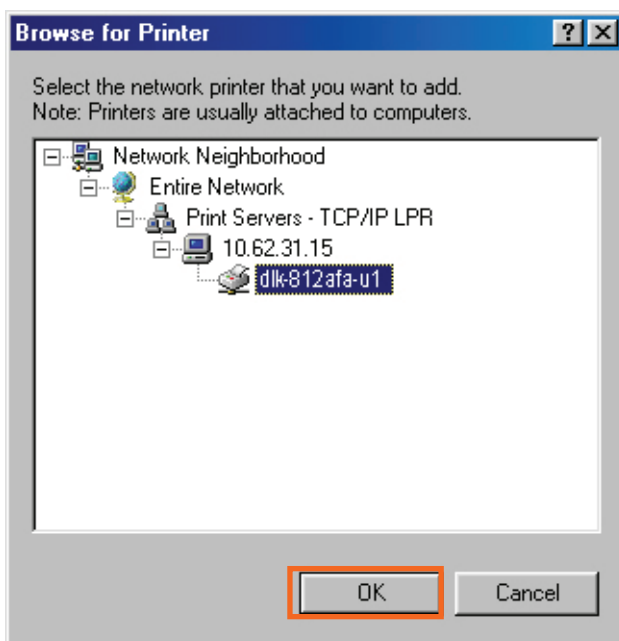 Browse for Printer
Select the network printer that you want to add.
Note: Printers are usually attached to computers.
Network Neighborhood
Entire Network
Print Servers - TCP/IP LPR
10.62.31.15
dlk-812afa-u1
OK Cancel